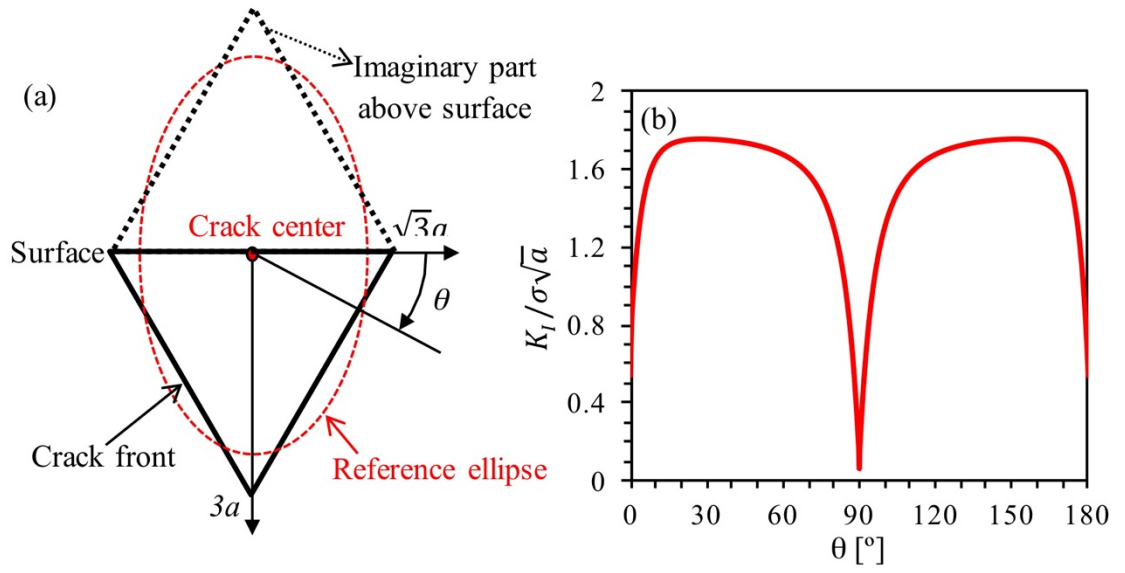 (a)
Imaginary part
above surface
Crack center
√3a
Surface
θ
Crack front
Reference ellipse
3a
(b)
K_I/σ√a
2
1.6
1.2
0.8
0.4
0
0 30 60 90 120 150 180
θ [º]